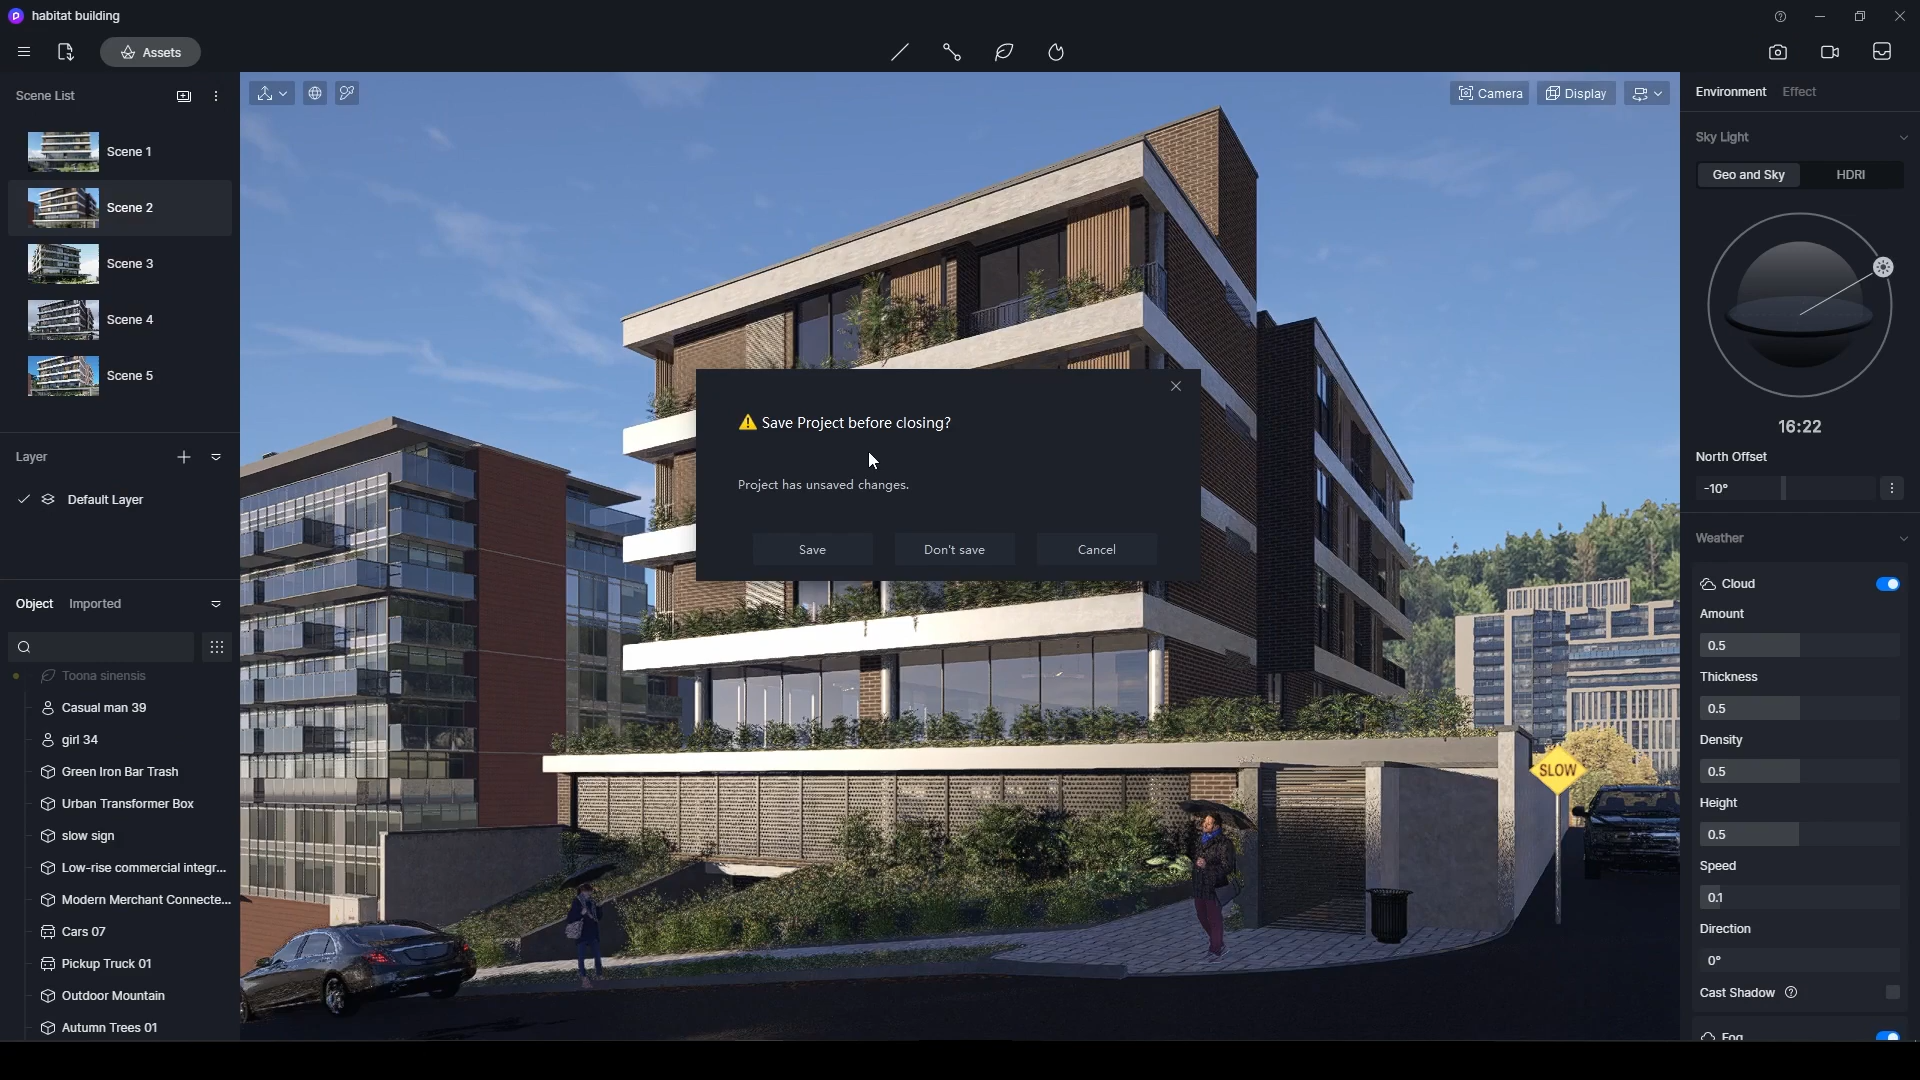 habitat building
Assets
Scene List
Scene 1
Scene 2
Scene 3
Scene 4
Scene 5
Layer
Default Layer
Object Imported
Toona sinensis
Casual man 39
girl 34
Green Iron Bar Trash
Urban Transformer Box
slow sign
Low-rise commercial integr...
Modern Merchant Connecte...
Cars 07
Pickup Truck 01
Outdoor Mountain
Autumn Trees 01
Camera Display
Save Project before closing?
Project has unsaved changes.
Save Don't save Cancel
SLOW
Environment Effect
Sky Light
Geo and Sky HDRI
16:22
North Offset
-10°
Weather
Cloud
Amount
0.5
Thickness
0.5
Density
0.5
Height
0.5
Speed
0.1
Direction
0°
Cast Shadow
Fog